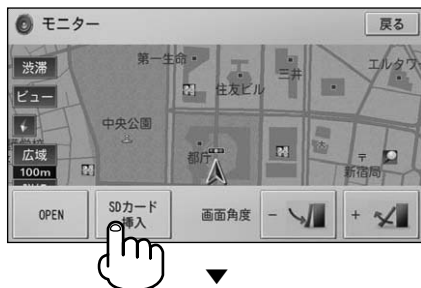 モニター
戻る
渋滞
第一生命
エルタワー
ビュー
三井
住友ビル
中央公園
広域
都庁
〒
100m
新宿局
OPEN
SDカード
挿入
画面角度
-
+
▼